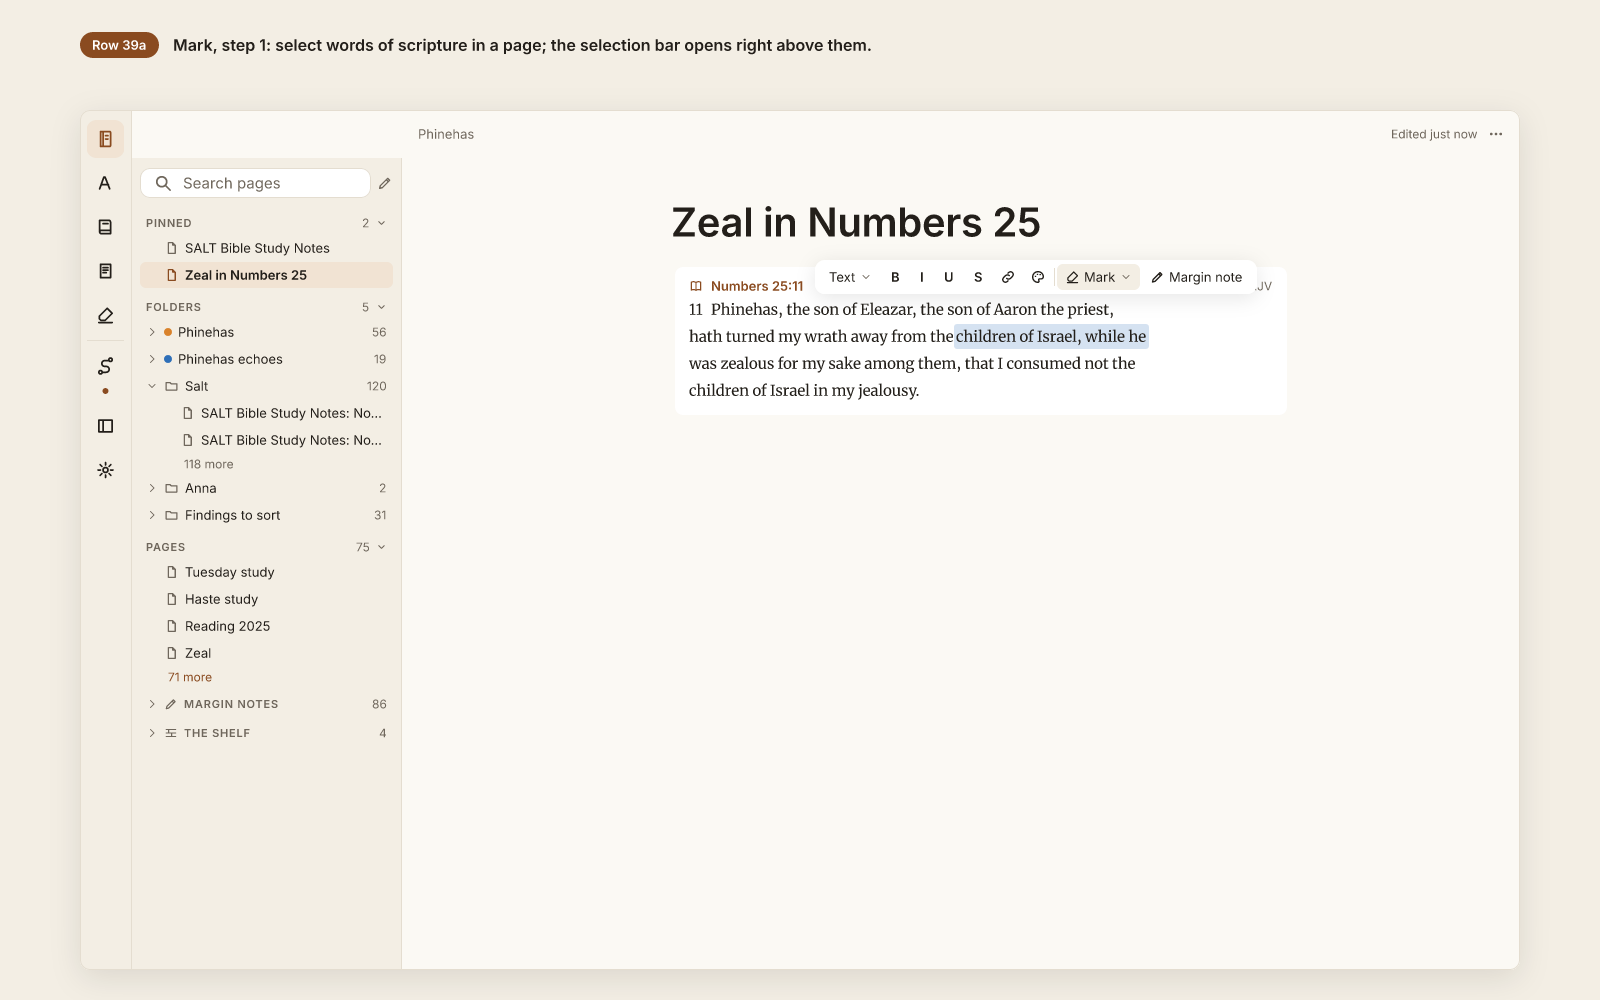 Row 39a Mark, step 1: select words of scripture in a page; the selection bar opens right above them.
Phinehas
Edited just now
Search pages
PINNED 2
SALT Bible Study Notes
Zeal in Numbers 25
FOLDERS 5
Phinehas 56
Phinehas echoes 19
Salt 120
SALT Bible Study Notes: No...
SALT Bible Study Notes: No...
118 more
Anna 2
Findings to sort 31
PAGES 75
Tuesday study
Haste study
Reading 2025
Zeal
71 more
MARGIN NOTES 86
THE SHELF 4
Zeal in Numbers 25
Text B I U S Mark Margin note
Numbers 25:11
11 Phinehas, the son of Eleazar, the son of Aaron the priest,
hath turned my wrath away from the children of Israel, while he
was zealous for my sake among them, that I consumed not the
children of Israel in my jealousy.